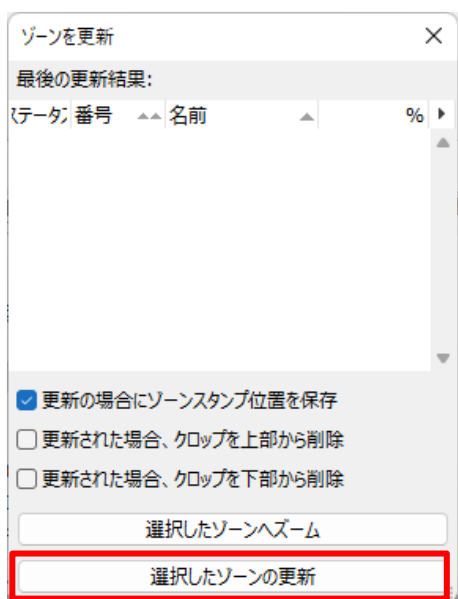 ゾーンを更新
最後の更新結果:
ステータス 番号 名前 %
更新の場合にゾーンスタンプ位置を保存
更新された場合、クロップを上部から削除
更新された場合、クロップを下部から削除
選択したゾーンへズーム
選択したゾーンの更新